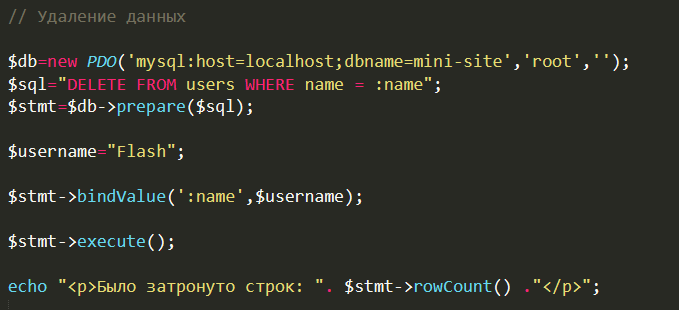 // Удаление данных
$db=new PDO('mysql:host=localhost;dbname=mini-site','root','');
$sql="DELETE FROM users WHERE name = :name";
$stmt=$db->prepare($sql);
$username="Flash";
$stmt->bindValue(':name',$username);
$stmt->execute();
echo "<p>Было затронуто строк: ". $stmt->rowCount() ."</p>";